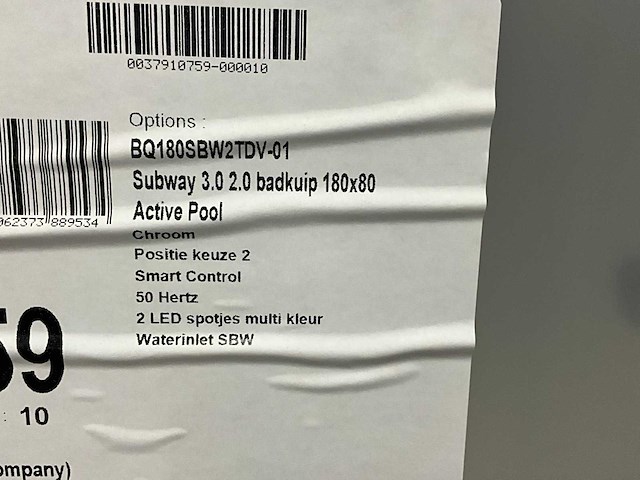 0037910759-000010
Options :
BQ180SBW2TDV-01
Subway 3.0 2.0 badkuip 180x80
Active Pool
062373 889534
Chroom
Positie keuze 2
Smart Control
50 Hertz
2 LED spotjes multi kleur
Waterinlet SBW
59
: 10
ompany)